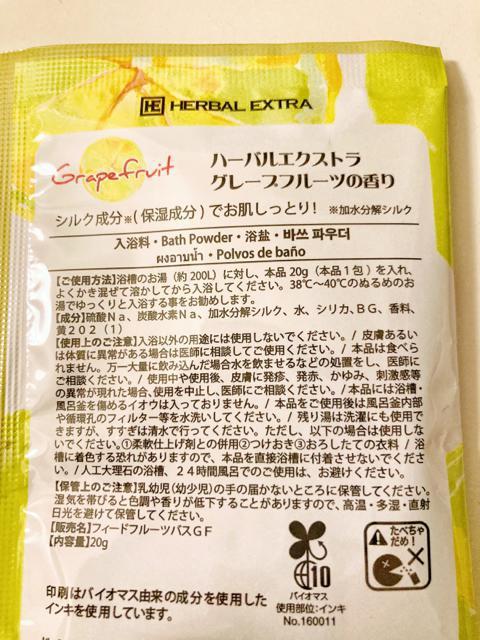 HE HERBAL EXTRA
Grapefruit
ハーバルエクストラ
グレープフルーツの香り
シルク成分※(保湿成分)でお肌しっとり! ※加水分解シルク
入浴料・Bath Powder・浴盐・바쓰 파우더
ผงอาบน้ำ・Polvos de baño
【ご使用方法】浴槽のお湯(約200L)に対し、本品20g(本品1包)を入れ、
よくかき混ぜて溶かしてから入浴してください。38℃〜40℃のぬるめのお
湯でゆっくりと入浴する事をお勧めします。
【成分】硫酸Na、炭酸水素Na、加水分解シルク、水、シリカ、BG、香料、
黄202(1)
【使用上のご注意】入浴以外の用途には使用しないでください。/ 皮膚あるい
は体質に異常がある場合は医師に相談してご使用ください。/ 本品は食べら
れません。万一大量に飲み込んだ場合水を飲ませるなどの処置をし、医師に
ご相談ください。/ 使用中や使用後、皮膚に発疹、発赤、かゆみ、刺激感等
の異常が現れた場合、使用を中止し、医師にご相談ください。/ 本品には浴槽・
風呂釜を傷めるイオウは入っておりません。/ 本品をご使用後は風呂釜内部
や循環孔のフィルター等を水洗いしてください。/ 残り湯は洗濯にも使用で
きますが、すすぎは清水で行ってください。ただし、以下の場合は使用しな
いでください。①柔軟仕上げ剤との併用②つけおき③おろしたての衣料 / 浴
槽に着色する恐れがありますので、本品を直接浴槽に付着させないでくださ
い。/ 人工大理石の浴槽、24時間風呂でのご使用は、お避けください。
【保管上のご注意】乳幼児(幼少児)の手の届かないところに保管してください。
湿気を帯びると色調や香りが低下することがありますので、高温・多湿・直射
日光を避けて保管してください。
【販売名】フィードフルーツバスGF
【内容量】20g
たべちゃ
だめ!
10
バイオマス
使用部位:インキ
No.160011
印刷はバイオマス由来の成分を使用した
インキを使用しています。